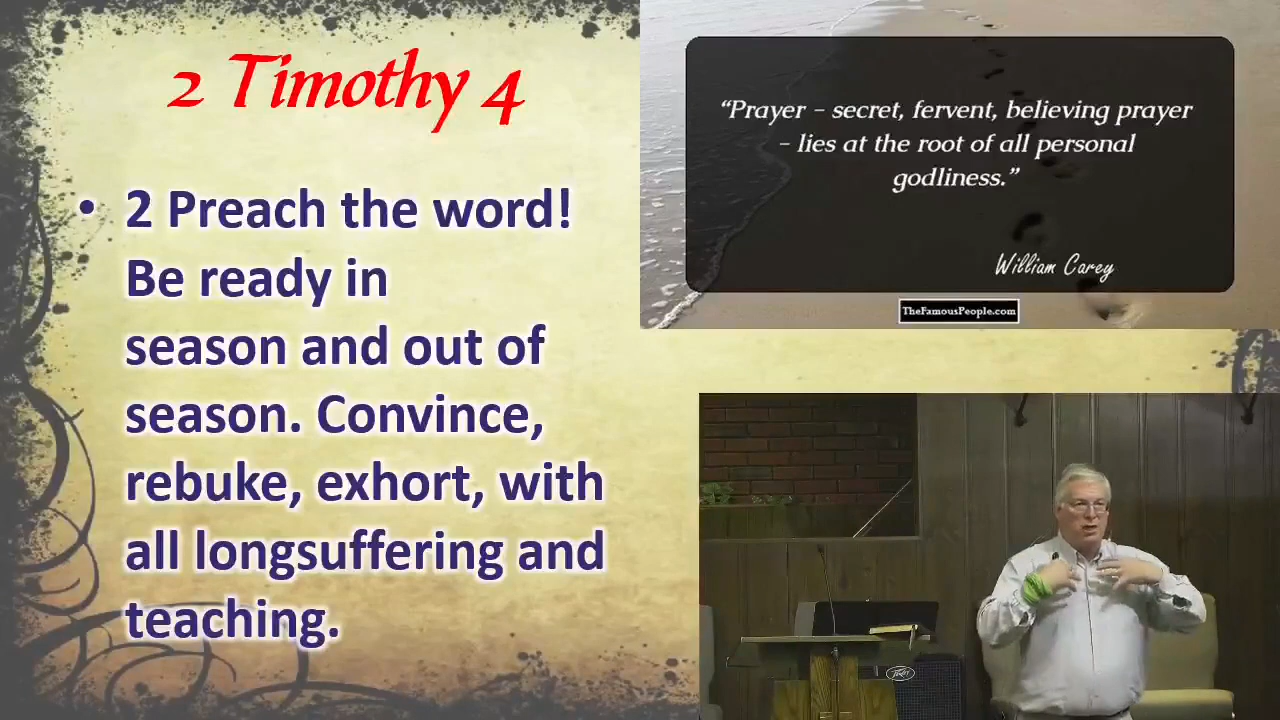 2 Timothy 4
• 2 Preach the word!
Be ready in
season and out of
season. Convince,
rebuke, exhort, with
all longsuffering and
teaching.
“Prayer – secret, fervent, believing prayer
– lies at the root of all personal
godliness.”
William Carey
TheFamousPeople.com
PEAVEY